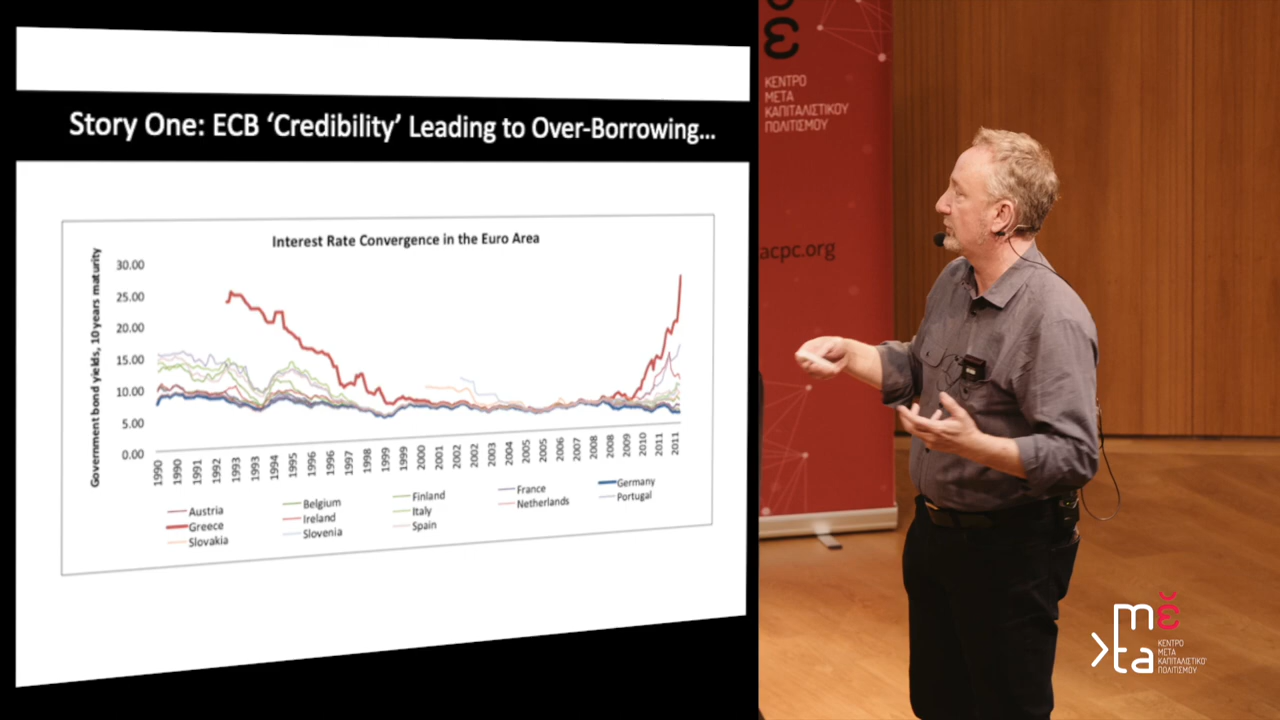 Story One: ECB ‘Credibility’ Leading to Over-Borrowing...
Interest Rate Convergence in the Euro Area
Government bond yields, 10 years maturity
30.00
25.00
20.00
15.00
10.00
5.00
0.00
1990 1990 1991 1992 1993 1993 1994 1995 1996 1996 1997 1998 1999 1999 2000 2001 2002 2002 2003 2004 2005 2005 2006 2007 2008 2008 2009 2010 2011 2011
Austria Belgium Finland France Germany
Greece Ireland Italy Netherlands Portugal
Slovakia Slovenia Spain
ΚΕΝΤΡΟ
ΜΕΤΑ
ΚΑΠΙΤΑΛΙΣΤΙΚΟΥ
ΠΟΛΙΤΙΣΜΟΥ
acpc.org
mε
ta
ΚΕΝΤΡΟ
ΜΕΤΑ
ΚΑΠΙΤΑΛΙΣΤΙΚΟΥ
ΠΟΛΙΤΙΣΜΟΥ